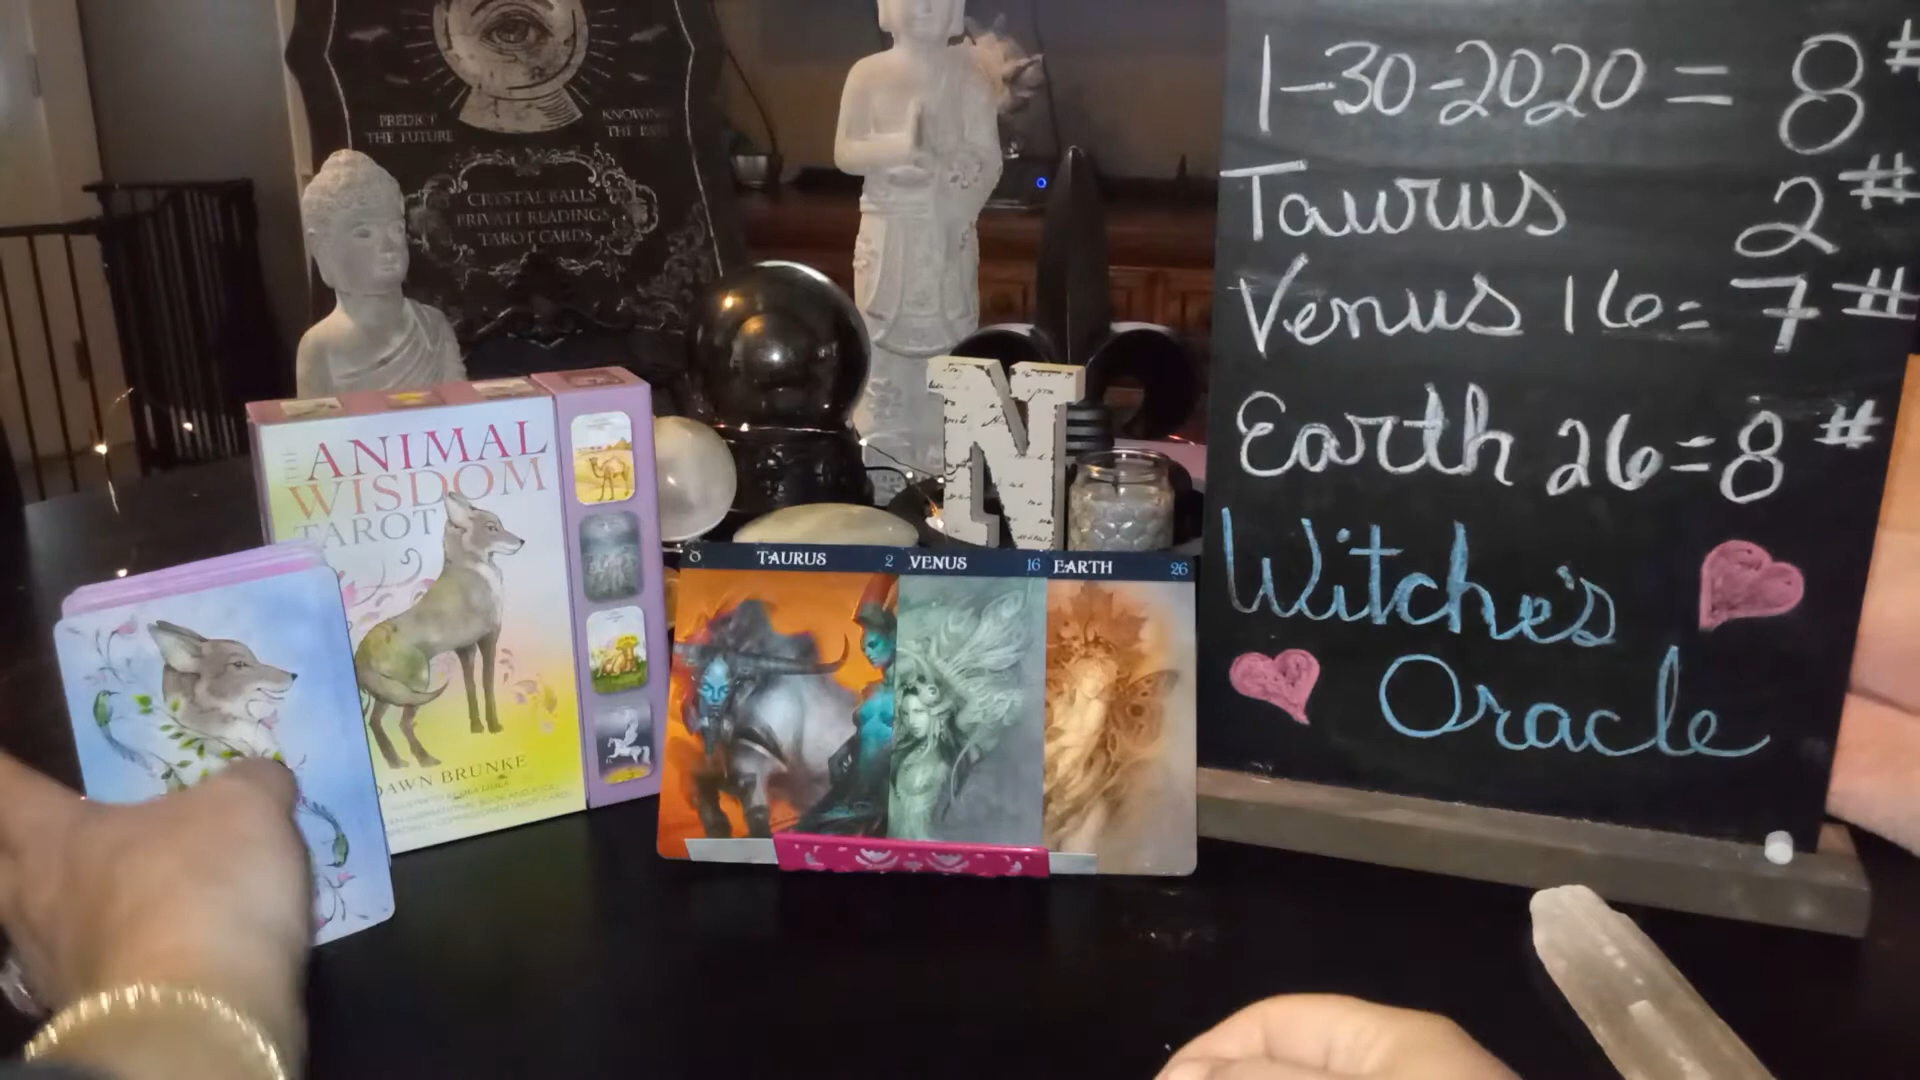 PREDICT
THE FUTURE
KNOWING
THE PAST
CRYSTAL BALLS
PRIVATE READINGS
TAROT CARDS
THE ANIMAL
WISDOM
TAROT
DAWN BRUNKE
N
♉ TAURUS 2
VENUS 16
EARTH 26
1-30-2020 = 8#
Taurus 2#
Venus 16 = 7#
Earth 26 = 8#
Witche's
Oracle